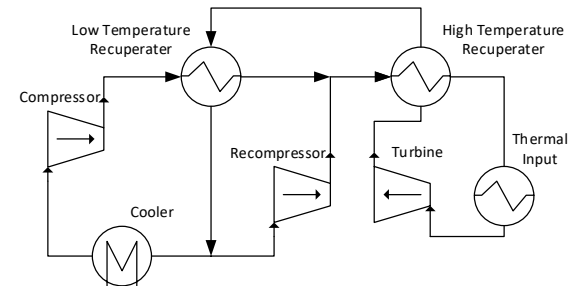 Low Temperature
Recuperater
High Temperature
Recuperater
Compressor
Recompressor
Turbine
Thermal
Input
Cooler